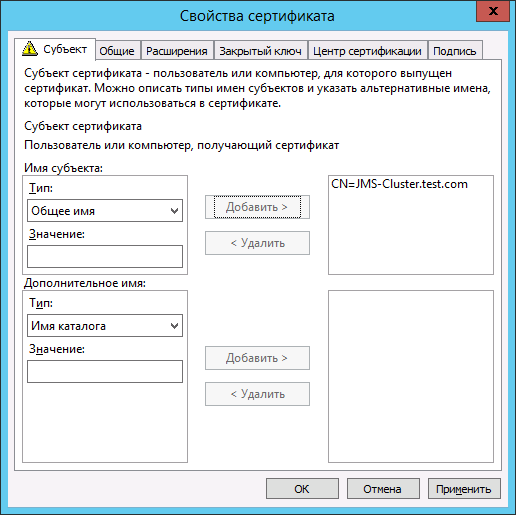 Свойства сертификата
x
Субъект Общие Расширения Закрытый ключ Центр сертификации Подпись
Субъект сертификата - пользователь или компьютер, для которого выпущен
сертификат. Можно описать типы имен субъектов и указать альтернативные имена,
которые могут использоваться в сертификате.
Субъект сертификата
Пользователь или компьютер, получающий сертификат
Имя субъекта:
Тип:
Общее имя
Значение:
Добавить >
< Удалить
CN=JMS-Cluster.test.com
Дополнительное имя:
Тип:
Имя каталога
Значение:
Добавить >
< Удалить
ОК Отмена Применить